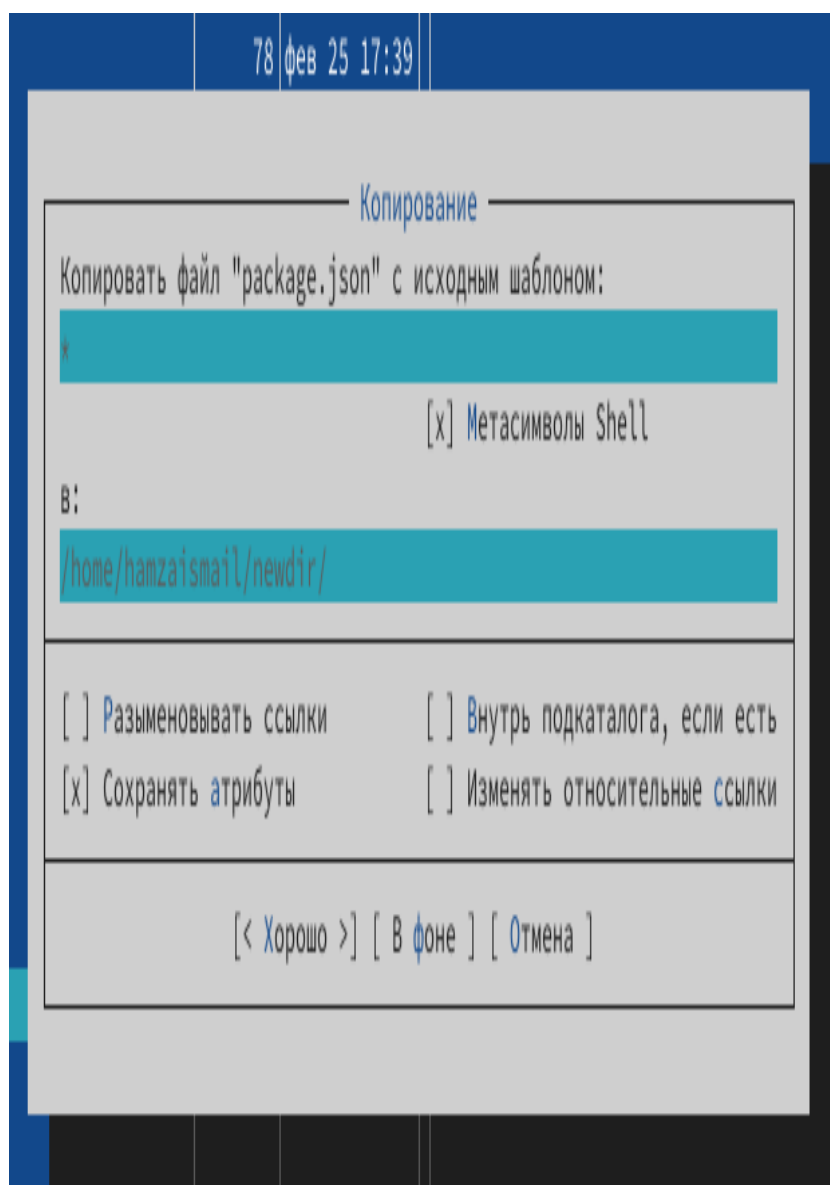 78 фев 25 17:39
Копирование
Копировать файл "package.json" с исходным шаблоном:
*
[x] Метасимволы Shell
в:
/home/hamzaismail/newdir/
[ ] Разыменовывать ссылки [ ] Внутрь подкаталога, если есть
[x] Сохранять атрибуты [ ] Изменять относительные ссылки
[< Хорошо >] [ В фоне ] [ Отмена ]